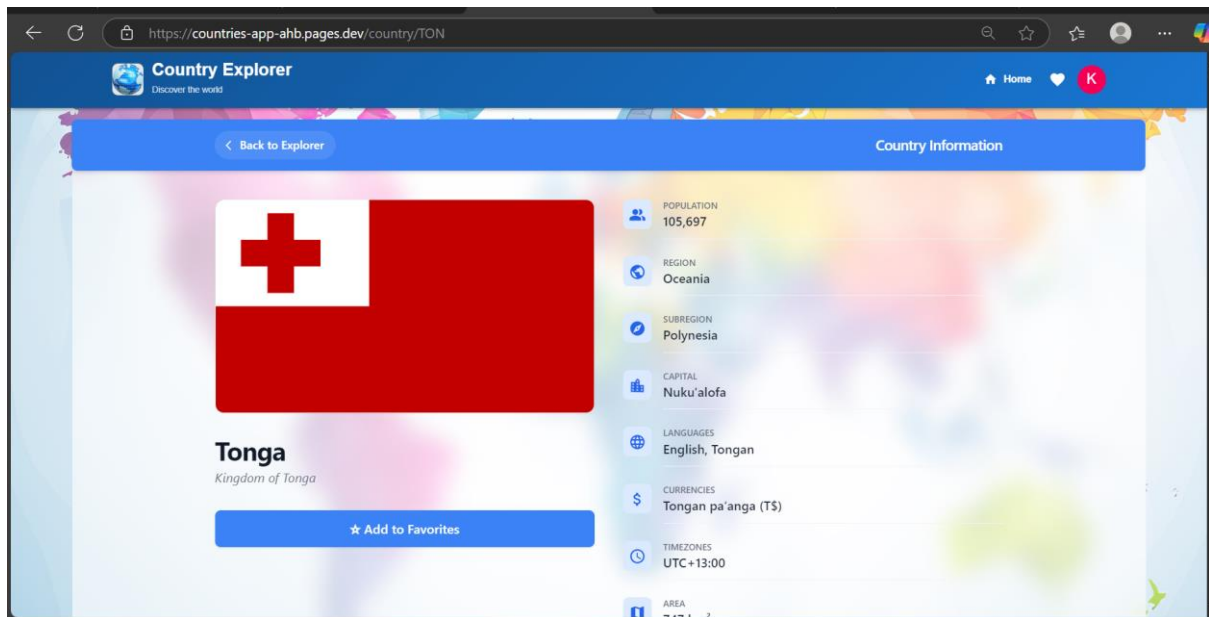 https://countries-app-ahb.pages.dev/country/TON
Country Explorer
Discover the world
Home
K
Back to Explorer
Country Information
POPULATION
105,697
REGION
Oceania
SUBREGION
Polynesia
CAPITAL
Nuku'alofa
LANGUAGES
English, Tongan
CURRENCIES
Tongan pa'anga (T$)
TIMEZONES
UTC+13:00
AREA
Tonga
Kingdom of Tonga
Add to Favorites